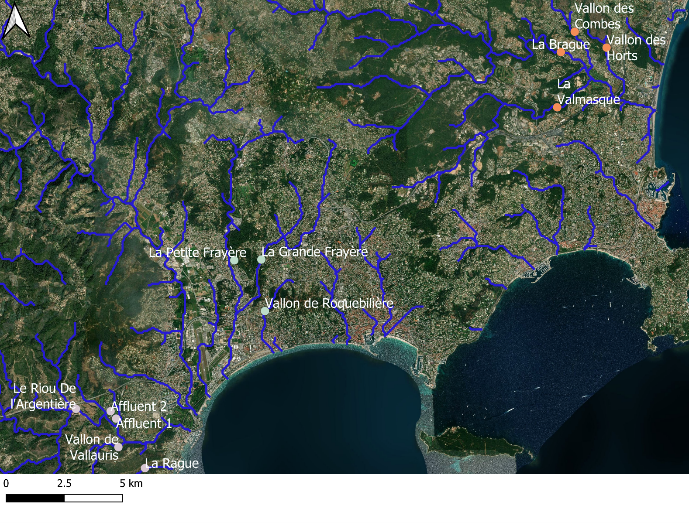 Vallon des
Combes
La Brague
Vallon des
Horts
La
Valmasque
La Petite Frayère
La Grande Frayère
Vallon de Roquebilière
Le Riou De
l'Argentière
Affluent 2
Affluent 1
Vallon de
Vallauris
La Rague
0 2.5 5 km